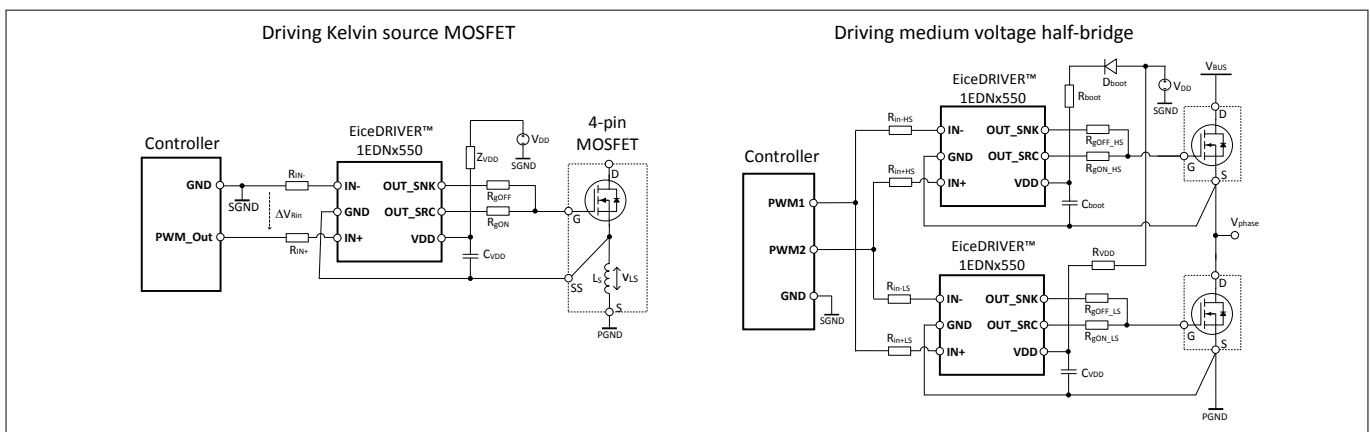 Driving Kelvin source MOSFET
Controller
GND
SGND
PWM_Out
ΔVRin
RIN-
RIN+
EiceDRIVER™
1EDNx550
IN-
GND
IN+
OUT_SNK
OUT_SRC
VDD
RgOFF
RgON
CVDD
ZVDD
VDD
SGND
4-pin
MOSFET
D
G
LS
VLS
SS
S
PGND
Driving medium voltage half-bridge
Controller
PWM1
PWM2
GND
SGND
Rin-HS
Rin+HS
EiceDRIVER™
1EDNx550
IN-
GND
IN+
OUT_SNK
OUT_SRC
VDD
Rboot
Dboot
VDD
SGND
RgOFF_HS
RgON_HS
Cboot
VBUS
D
G
S
Vphase
Rin-LS
Rin+LS
EiceDRIVER™
1EDNx550
IN-
GND
IN+
OUT_SNK
OUT_SRC
VDD
RVDD
RgOFF_LS
RgON_LS
CVDD
D
G
S
PGND